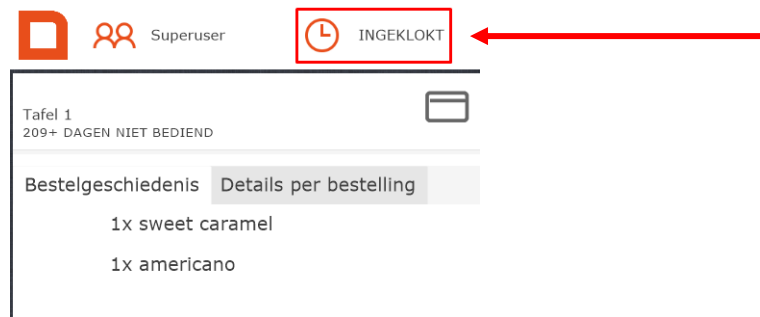 Superuser INGEKLOKT
Tafel 1
209+ DAGEN NIET BEDIEND
Bestelgeschiedenis Details per bestelling
1x sweet caramel
1x americano